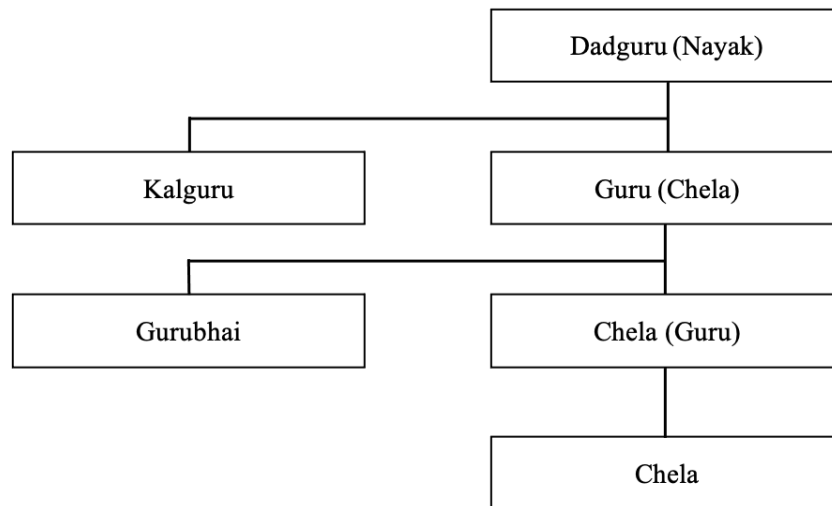 Dadguru (Nayak)
Kalguru
Guru (Chela)
Gurubhai
Chela (Guru)
Chela